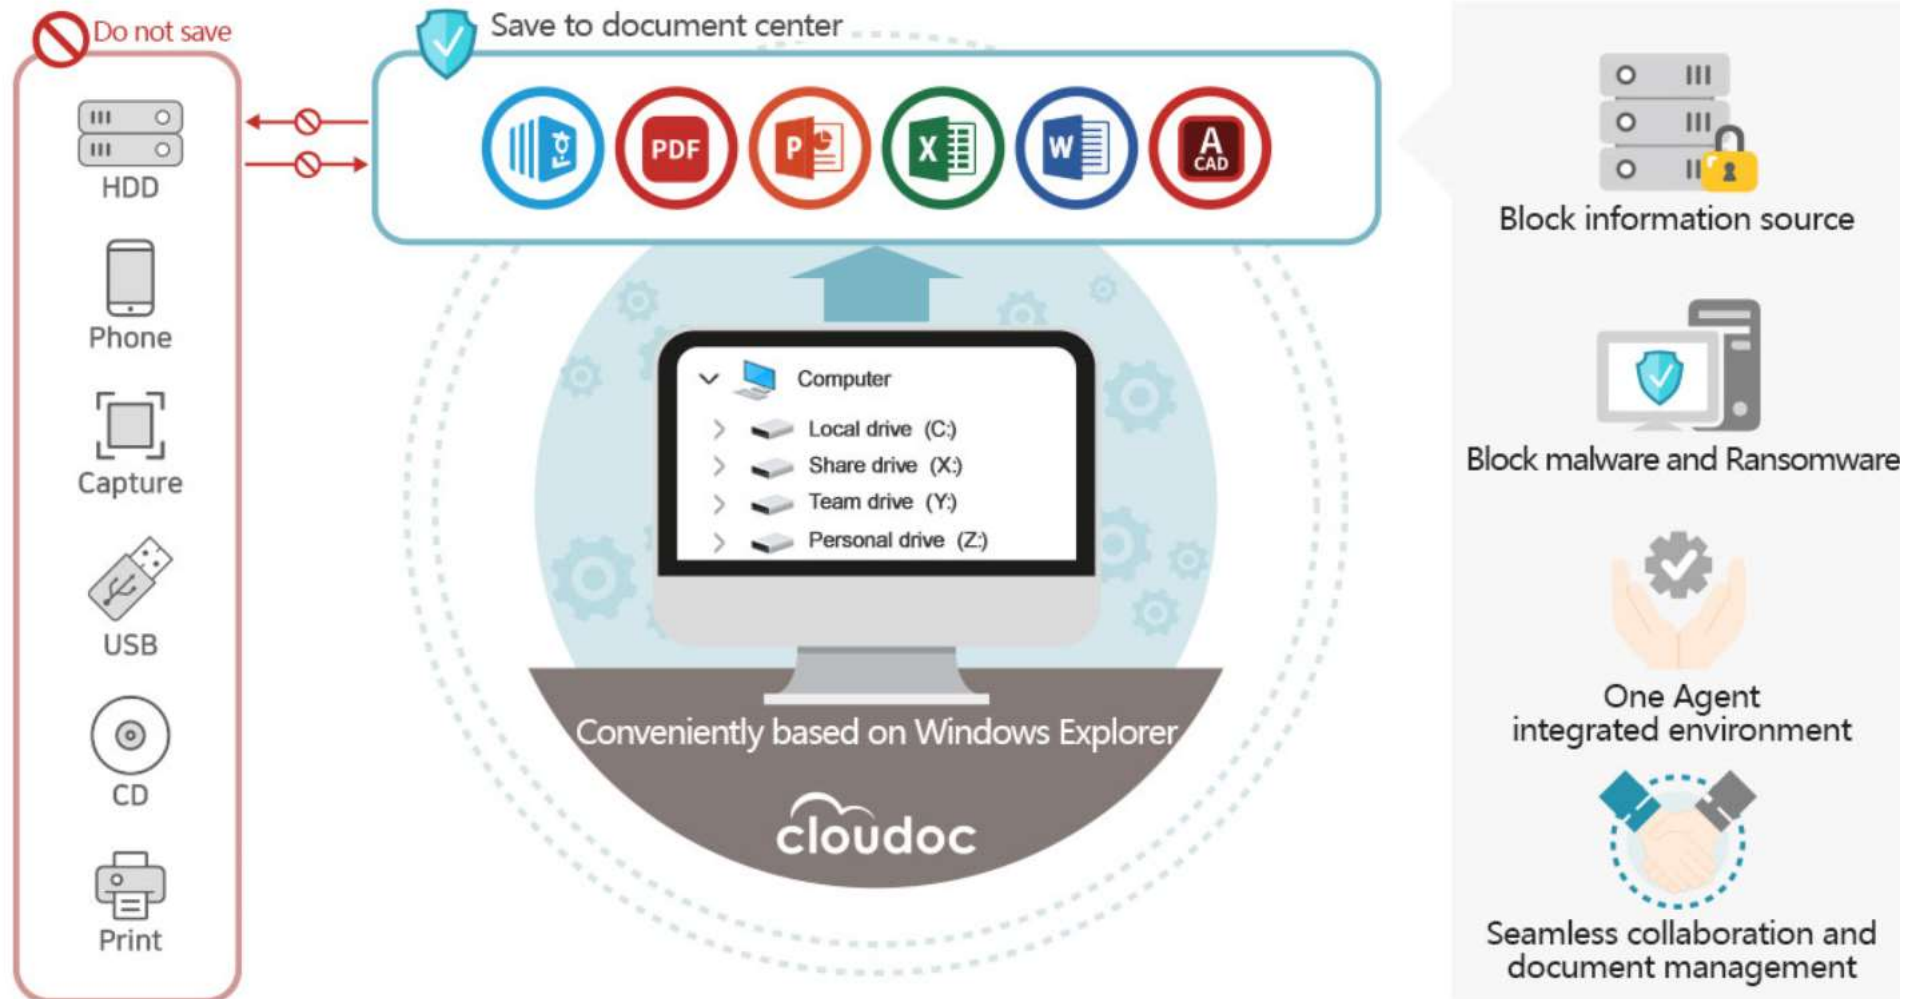 Do not save
HDD
Phone
Capture
USB
CD
Print
Save to document center
PDF
P
X
W
A
CAD
Computer
Local drive (C:)
Share drive (X:)
Team drive (Y:)
Personal drive (Z:)
Conveniently based on Windows Explorer
cloudoc
Block information source
Block malware and Ransomware
One Agent
integrated environment
Seamless collaboration and
document management